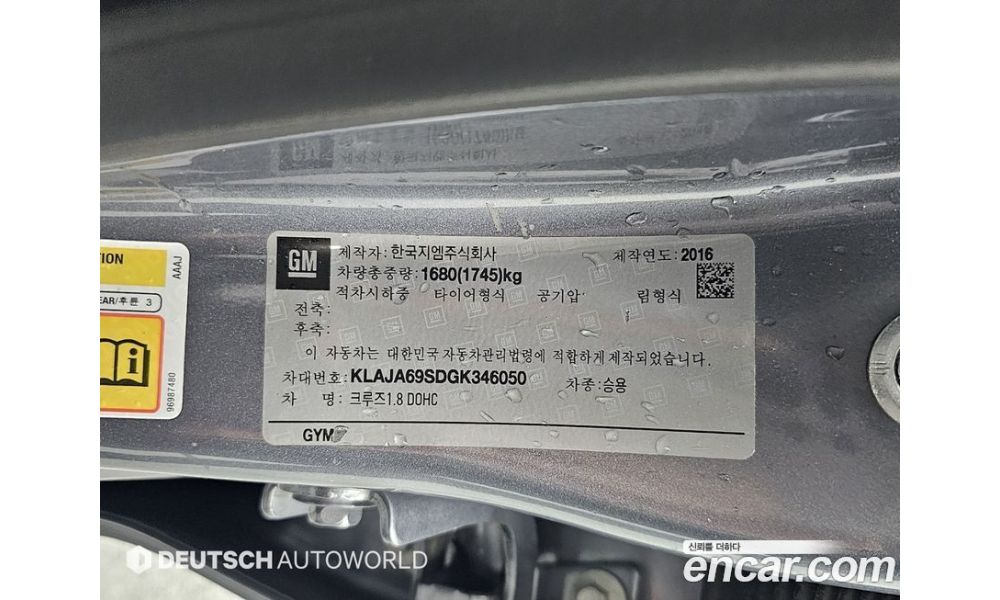 TION
AAAJ
EAR/후륜 3
96987480
GM
제작자: 한국지엠주식회사
제작연도: 2016
차량총중량: 1680(1745)kg
적차시하중 타이어형식 공기압 림형식
전축:
후축:
이 자동차는 대한민국 자동차관리법령에 적합하게 제작되었습니다.
차대번호: KLAJA69SDGK346050 차종: 승용
차 명: 크루즈1.8 DOHC
GYM
DEUTSCH AUTOWORLD
신뢰를 더하다
encar.com